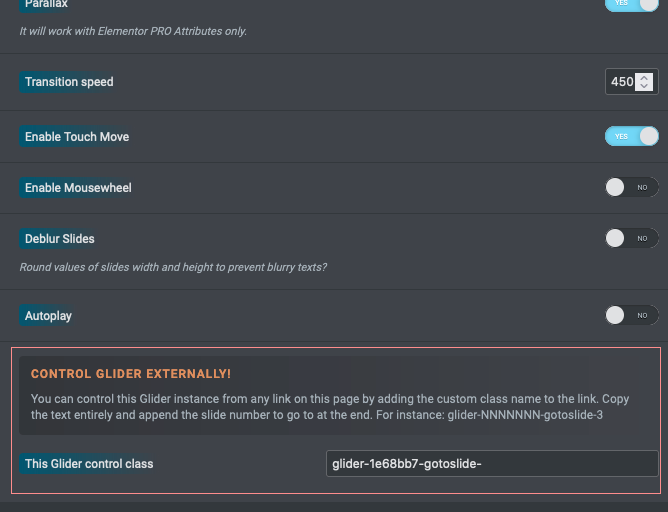 Parallax
YES
It will work with Elementor PRO Attributes only.
Transition speed
450
Enable Touch Move
YES
Enable Mousewheel
NO
Deblur Slides
NO
Round values of slides width and height to prevent blurry texts?
Autoplay
NO
CONTROL GLIDER EXTERNALLY!
You can control this Glider instance from any link on this page by adding the custom class name to the link. Copy
the text entirely and append the slide number to go to at the end. For instance: glider-NNNNNNN-gotoslide-3
This Glider control class
glider-1e68bb7-gotoslide-